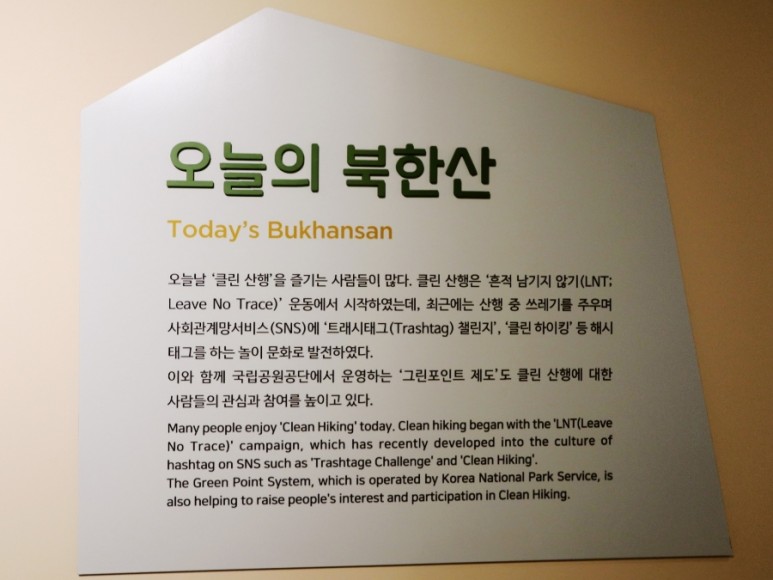 오늘의 북한산
Today's Bukhansan
오늘날 ‘클린 산행’을 즐기는 사람들이 많다. 클린 산행은 ‘흔적 남기지 않기(LNT;
Leave No Trace)’ 운동에서 시작하였는데, 최근에는 산행 중 쓰레기를 주우며
사회관계망서비스(SNS)에 ‘트래시태그(Trashtag) 챌린지’, ‘클린 하이킹’ 등 해시
태그를 하는 놀이 문화로 발전하였다.
이와 함께 국립공원공단에서 운영하는 ‘그린포인트 제도’도 클린 산행에 대한
사람들의 관심과 참여를 높이고 있다.
Many people enjoy 'Clean Hiking' today. Clean hiking began with the 'LNT(Leave
No Trace)' campaign, which has recently developed into the culture of
hashtag on SNS such as 'Trashtage Challenge' and 'Clean Hiking'.
The Green Point System, which is operated by Korea National Park Service, is
also helping to raise people's interest and participation in Clean Hiking.